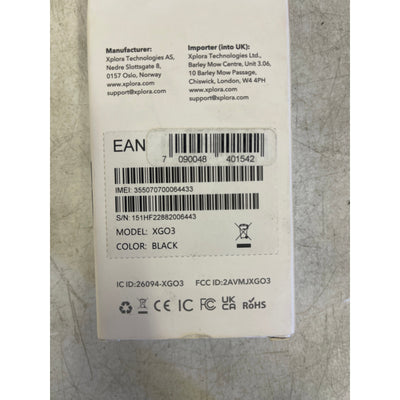 Manufacturer:
Xplora Technologies AS,
Nedre Slottsgate 8,
0157 Oslo, Norway
www.xplora.com
support@xplora.com
Importer (into UK):
Xplora Technologies Ltd.,
Barley Mow Centre, Unit 3.06,
10 Barley Mow Passage,
Chiswick, London, W4 4PH
www.xplora.com
support@xplora.com
EAN
7 090048 401542
IMEI: 355070700064433
S/N: 151HF22882006443
MODEL: XGO3
COLOR: BLACK
IC ID:26094-XGO3 FCC ID:2AVMJXGO3
CE IC FC UK CA RoHS